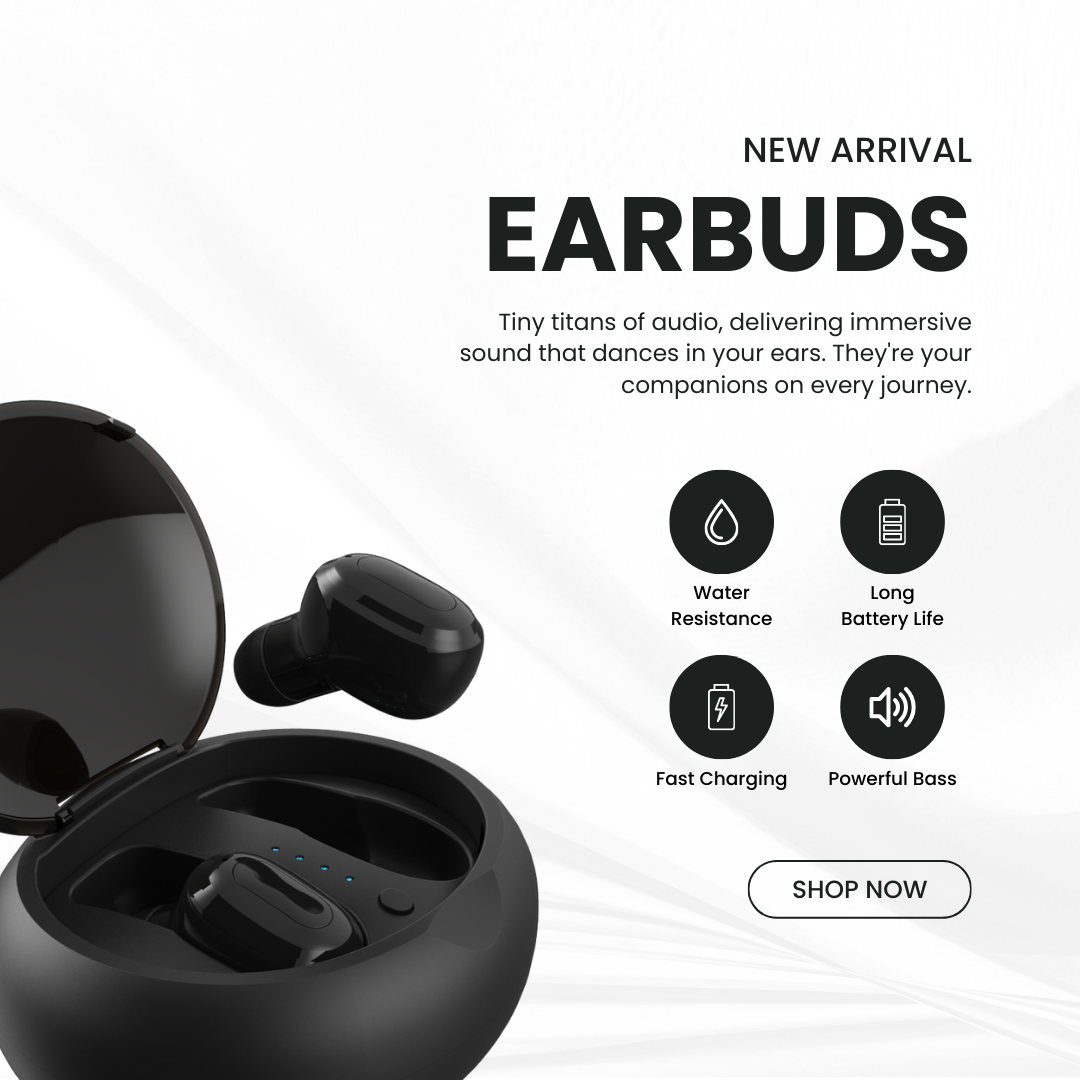 NEW ARRIVAL
EARBUDS
Tiny titans of audio, delivering immersive
sound that dances in your ears. They're your
companions on every journey.
Water
Resistance
Long
Battery Life
Fast Charging
Powerful Bass
SHOP NOW